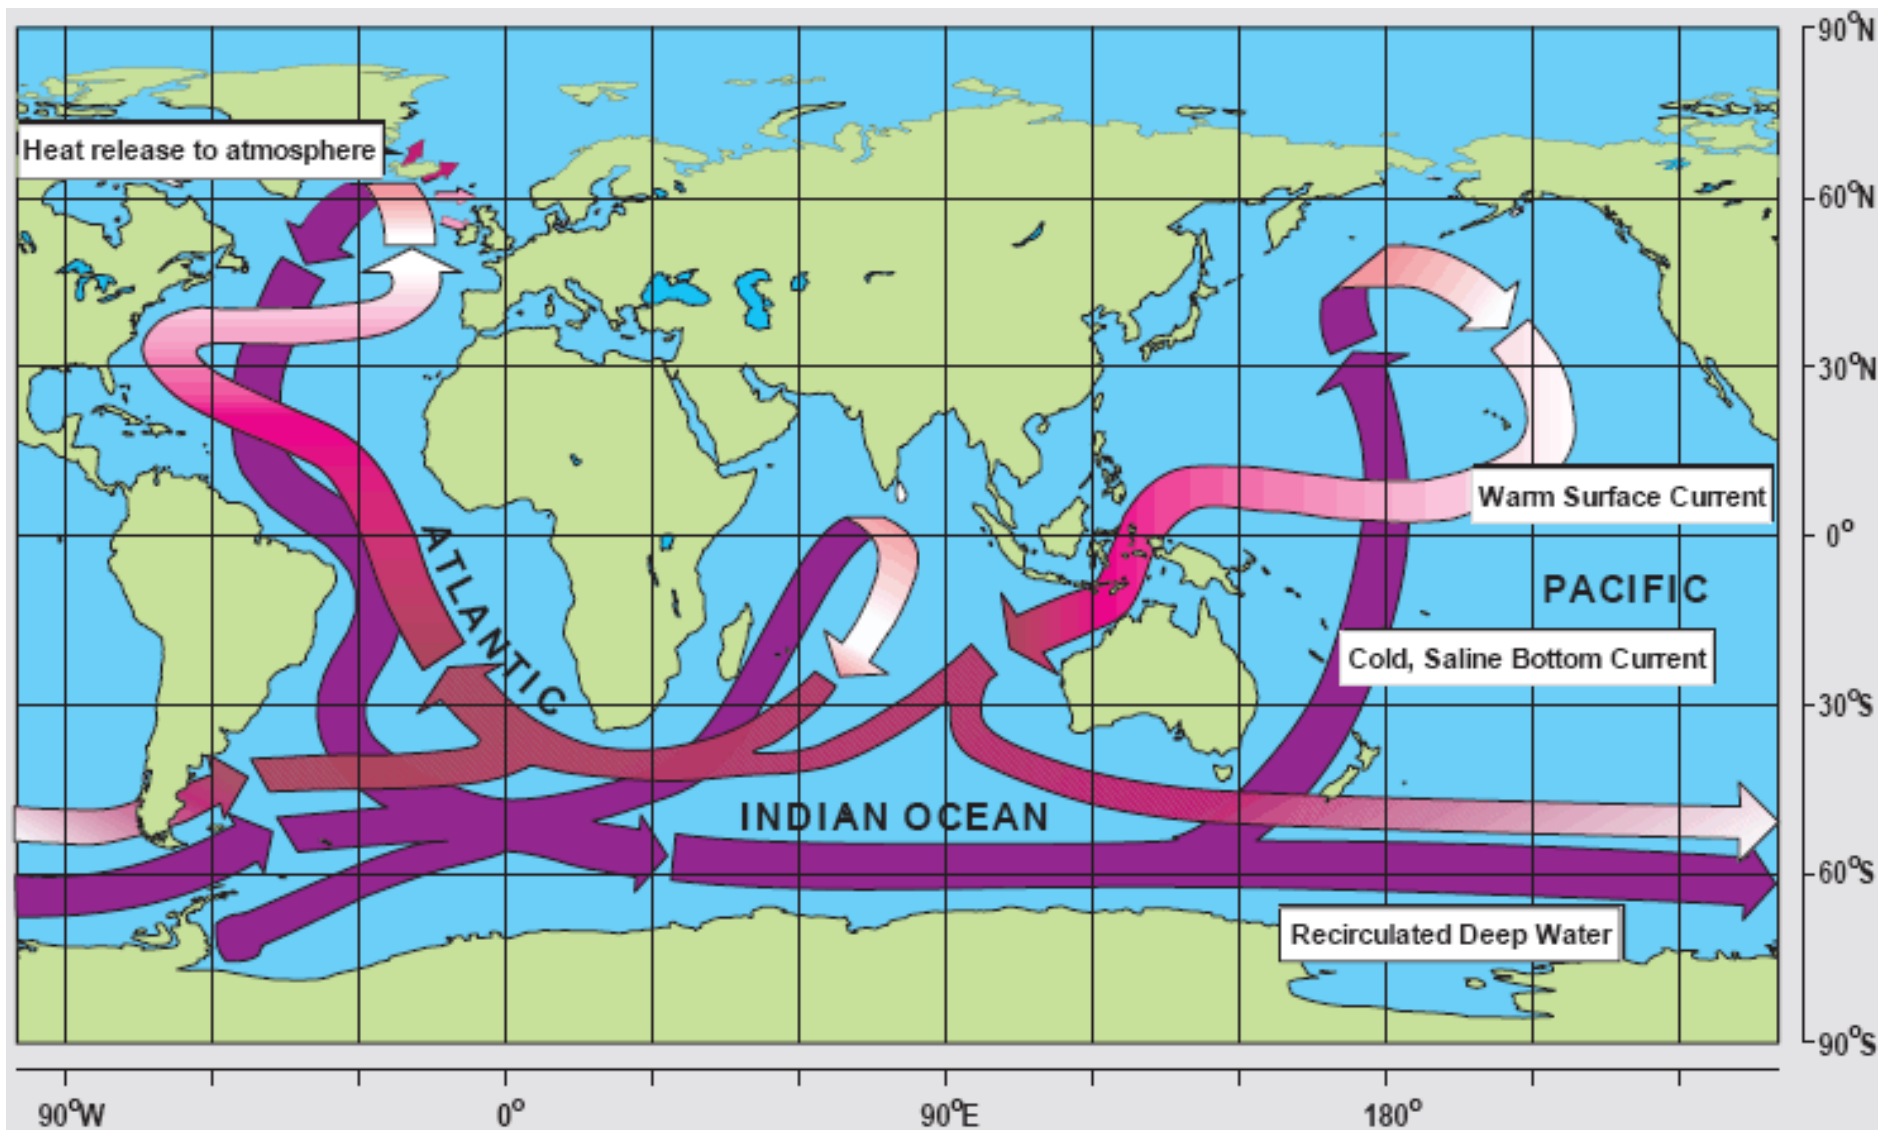 90°N
Heat release to atmosphere
60°N
30°N
Warm Surface Current
0°
ATLANTIC
PACIFIC
Cold, Saline Bottom Current
30°S
INDIAN OCEAN
60°S
Recirculated Deep Water
90°S
90°W
0°
90°E
180°